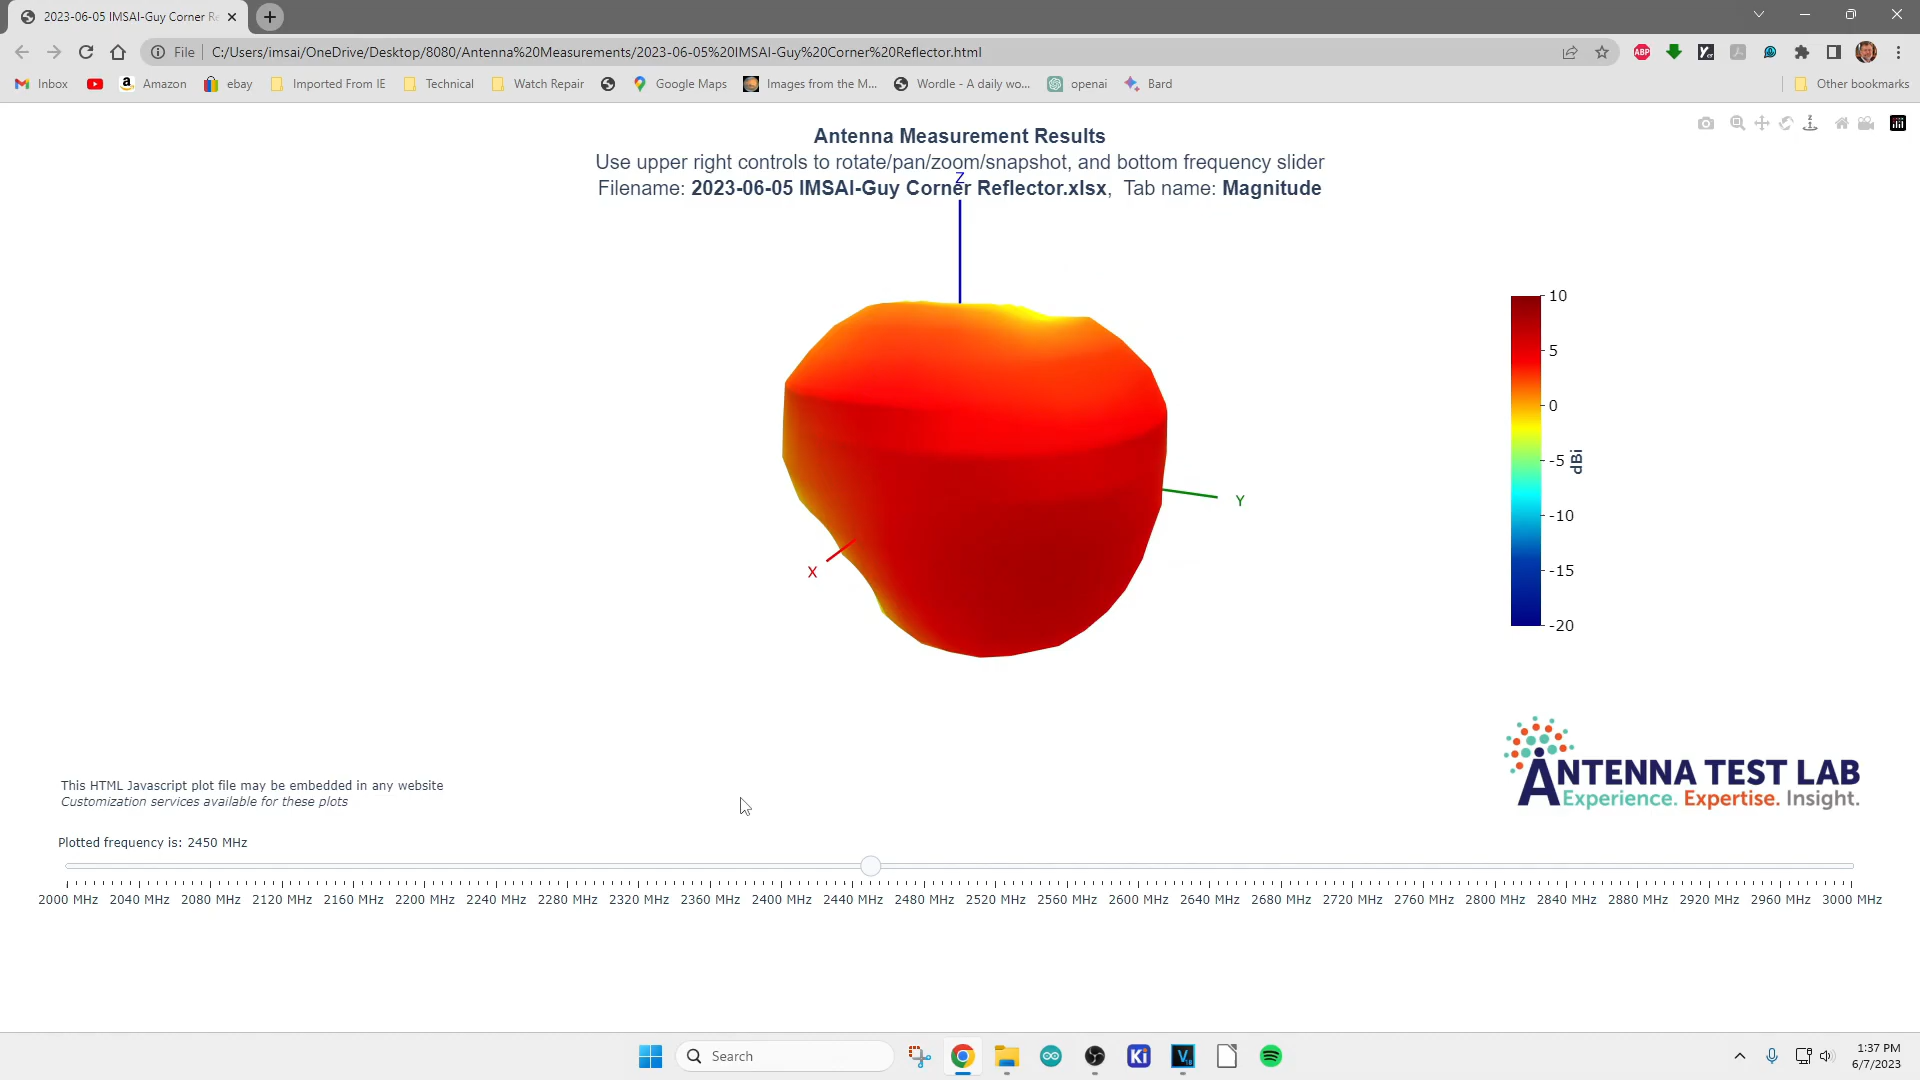 2023-06-05 IMSAI-Guy Corner Re
File
C:/Users/imsai/OneDrive/Desktop/8080/Antenna%20Measurements/2023-06-05%20IMSAI-Guy%20Corner%20Reflector.html
ABP
Inbox
Amazon
ebay
Imported From IE
Technical
Watch Repair
Google Maps
Images from the M...
Wordle - A daily wo...
openai
Bard
Other bookmarks
Antenna Measurement Results
Use upper right controls to rotate/pan/zoom/snapshot, and bottom frequency slider
Filename: 2023-06-05 IMSAI-Guy Corner Reflector.xlsx, Tab name: Magnitude
Z
Y
X
10
5
0
-5
-10
-15
-20
dBi
ANTENNA TEST LAB
Experience. Expertise. Insight.
This HTML Javascript plot file may be embedded in any website
Customization services available for these plots
Plotted frequency is: 2450 MHz
2000 MHz 2040 MHz 2080 MHz 2120 MHz 2160 MHz 2200 MHz 2240 MHz 2280 MHz 2320 MHz 2360 MHz 2400 MHz 2440 MHz 2480 MHz 2520 MHz 2560 MHz 2600 MHz 2640 MHz 2680 MHz 2720 MHz 2760 MHz 2800 MHz 2840 MHz 2880 MHz 2920 MHz 2960 MHz 3000 MHz
Search
Ki
1:37 PM
6/7/2023